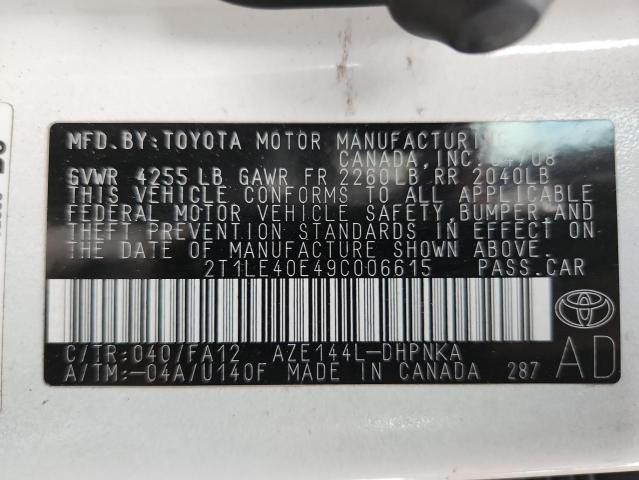 MFD. BY: TOYOTA MOTOR MANUFACTURING
CANADA, INC. 04/08
GVWR 4255 LB GAWR FR 2260LB, RR 2040LB
THIS VEHICLE CONFORMS TO ALL APPLICABLE
FEDERAL MOTOR VEHICLE SAFETY, BUMPER, AND
THEFT PREVENTION STANDARDS IN EFFECT ON
THE DATE OF MANUFACTURE SHOWN ABOVE.
2T1LE40E49C006615 PASS. CAR
C/TR: 040/FA12 AZE144L-DHPNKA
A/TM: -04A/U140F MADE IN CANADA 287
AD